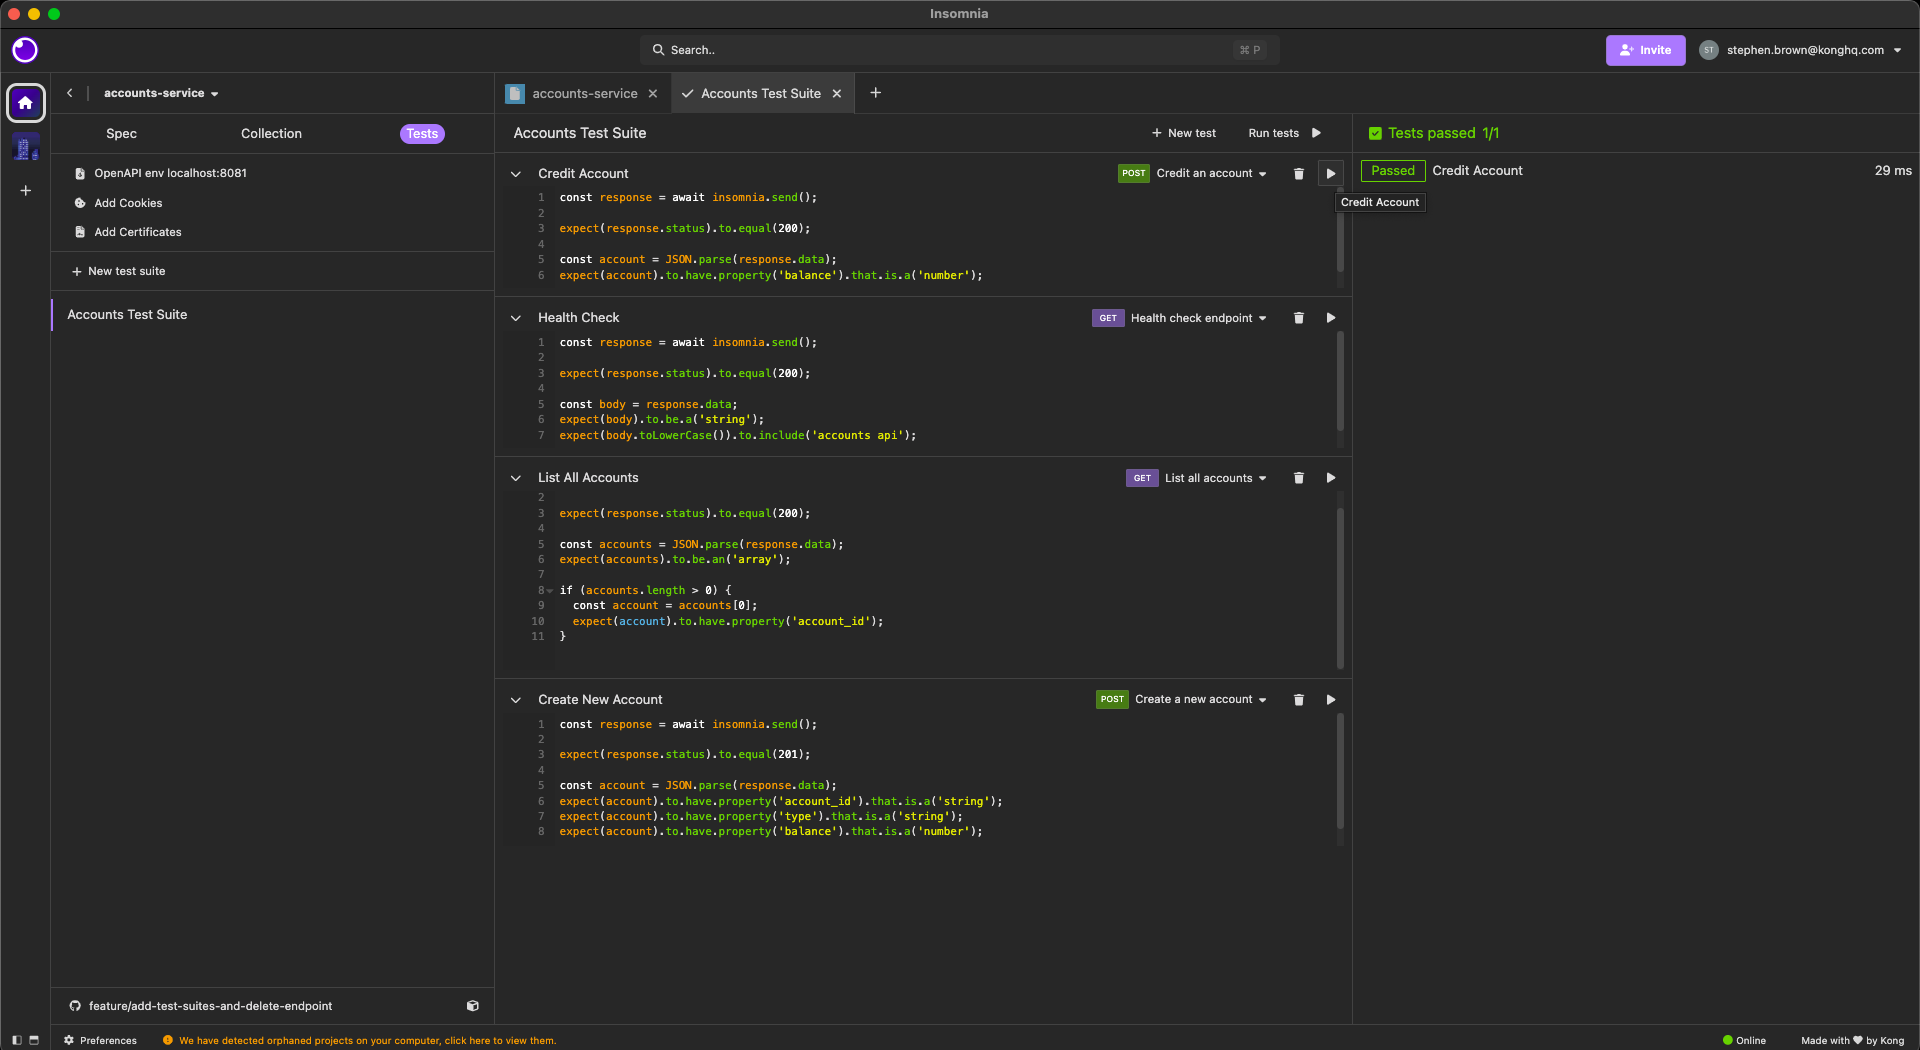 Insomnia
Search..
⌘ P
Invite
ST
stephen.brown@konghq.com
accounts-service
accounts-service
Accounts Test Suite
Spec
Collection
Tests
Accounts Test Suite
New test
Run tests
Tests passed 1/1
OpenAPI env localhost:8081
Add Cookies
Add Certificates
New test suite
Accounts Test Suite
Credit Account
POST
Credit an account
Passed
Credit Account
29 ms
Credit Account
1 const response = await insomnia.send();
2
3 expect(response.status).to.equal(200);
4
5 const account = JSON.parse(response.data);
6 expect(account).to.have.property('balance').that.is.a('number');
Health Check
GET
Health check endpoint
1 const response = await insomnia.send();
2
3 expect(response.status).to.equal(200);
4
5 const body = response.data;
6 expect(body).to.be.a('string');
7 expect(body.toLowerCase()).to.include('accounts api');
List All Accounts
GET
List all accounts
2
3 expect(response.status).to.equal(200);
4
5 const accounts = JSON.parse(response.data);
6 expect(accounts).to.be.an('array');
7
8 if (accounts.length > 0) {
9 const account = accounts[0];
10 expect(account).to.have.property('account_id');
11 }
Create New Account
POST
Create a new account
1 const response = await insomnia.send();
2
3 expect(response.status).to.equal(201);
4
5 const account = JSON.parse(response.data);
6 expect(account).to.have.property('account_id').that.is.a('string');
7 expect(account).to.have.property('type').that.is.a('string');
8 expect(account).to.have.property('balance').that.is.a('number');
feature/add-test-suites-and-delete-endpoint
Preferences
We have detected orphaned projects on your computer, click here to view them.
Online
Made with ♥ by Kong